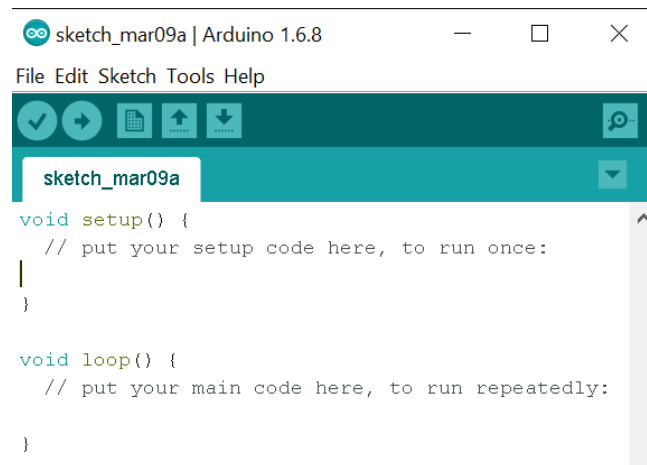 sketch_mar09a | Arduino 1.6.8
File Edit Sketch Tools Help
sketch_mar09a
void setup() {
  // put your setup code here, to run once:

}

void loop() {
  // put your main code here, to run repeatedly:

}